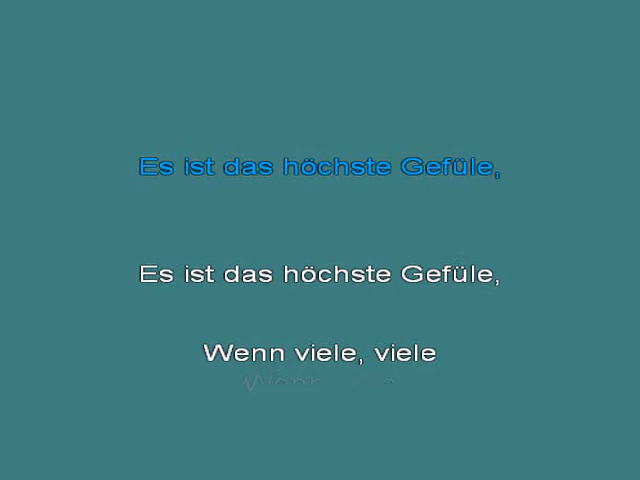 Es ist das höchste Gefüle,
Es ist das höchste Gefüle,
Wenn viele, viele